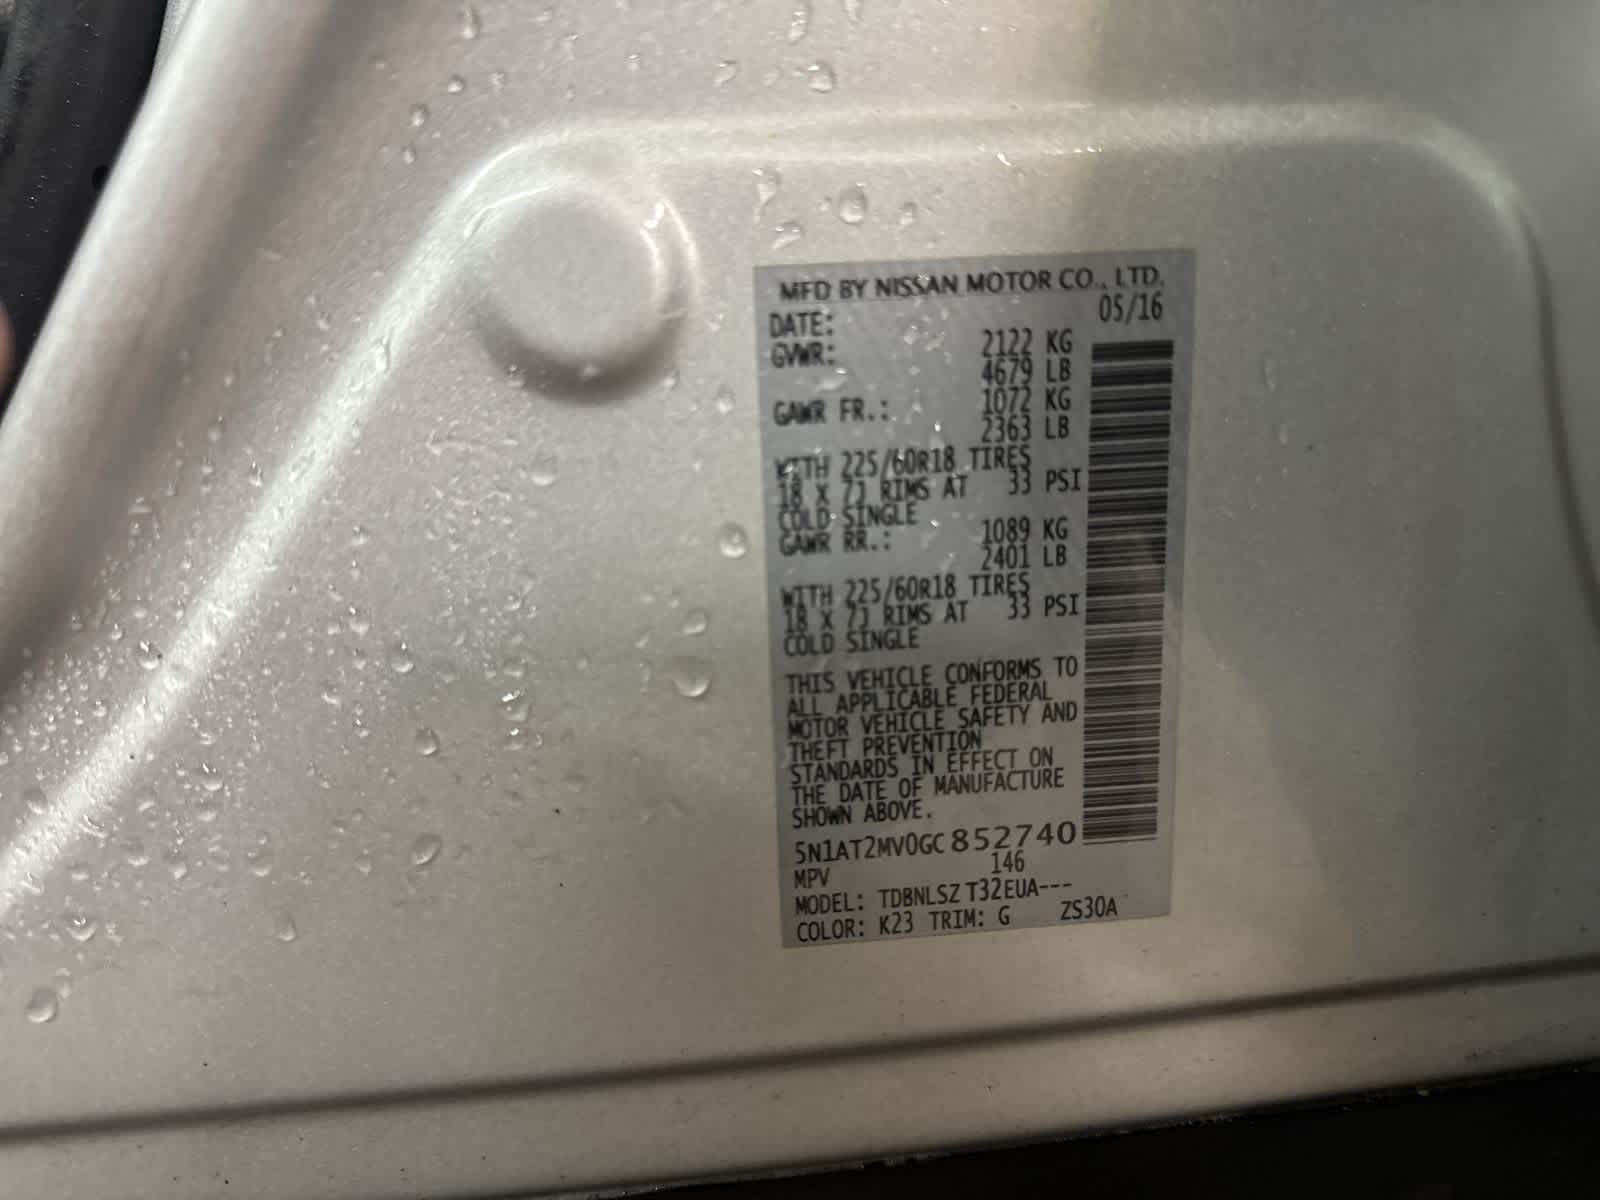 MFD BY NISSAN MOTOR CO., LTD.
DATE: 05/16
GVWR: 2122 KG
4679 LB
GAWR FR.: 1072 KG
2363 LB
WITH 225/60R18 TIRES
18 X 7J RIMS AT 33 PSI
COLD SINGLE
GAWR RR.: 1089 KG
2401 LB
WITH 225/60R18 TIRES
18 X 7J RIMS AT 33 PSI
COLD SINGLE
THIS VEHICLE CONFORMS TO
ALL APPLICABLE FEDERAL
MOTOR VEHICLE SAFETY AND
THEFT PREVENTION
STANDARDS IN EFFECT ON
THE DATE OF MANUFACTURE
SHOWN ABOVE.
5N1AT2MV0GC852740
MPV 146
MODEL: TDBNLSZ T32EUA---
COLOR: K23 TRIM: G ZS30A